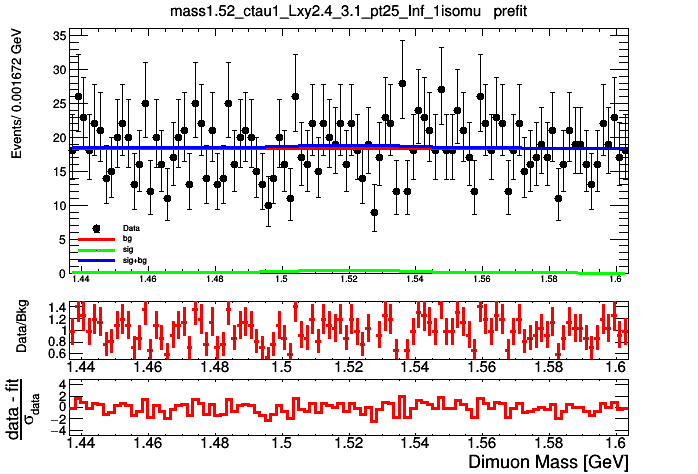 mass1.52_ctau1_Lxy2.4_3.1_pt25_Inf_1isomu prefit
Events/ 0.001672 GeV
35
30
25
20
15
10
5
0
Data
bg
sig
sig+bg
1.44 1.46 1.48 1.5 1.52 1.54 1.56 1.58 1.6
Data/Bkg
1.4
1.2
1
0.8
0.6
1.44 1.46 1.48 1.5 1.52 1.54 1.56 1.58 1.6
data - fit
σdata
4
2
0
−2
−4
1.44 1.46 1.48 1.5 1.52 1.54 1.56 1.58 1.6
Dimuon Mass [GeV]